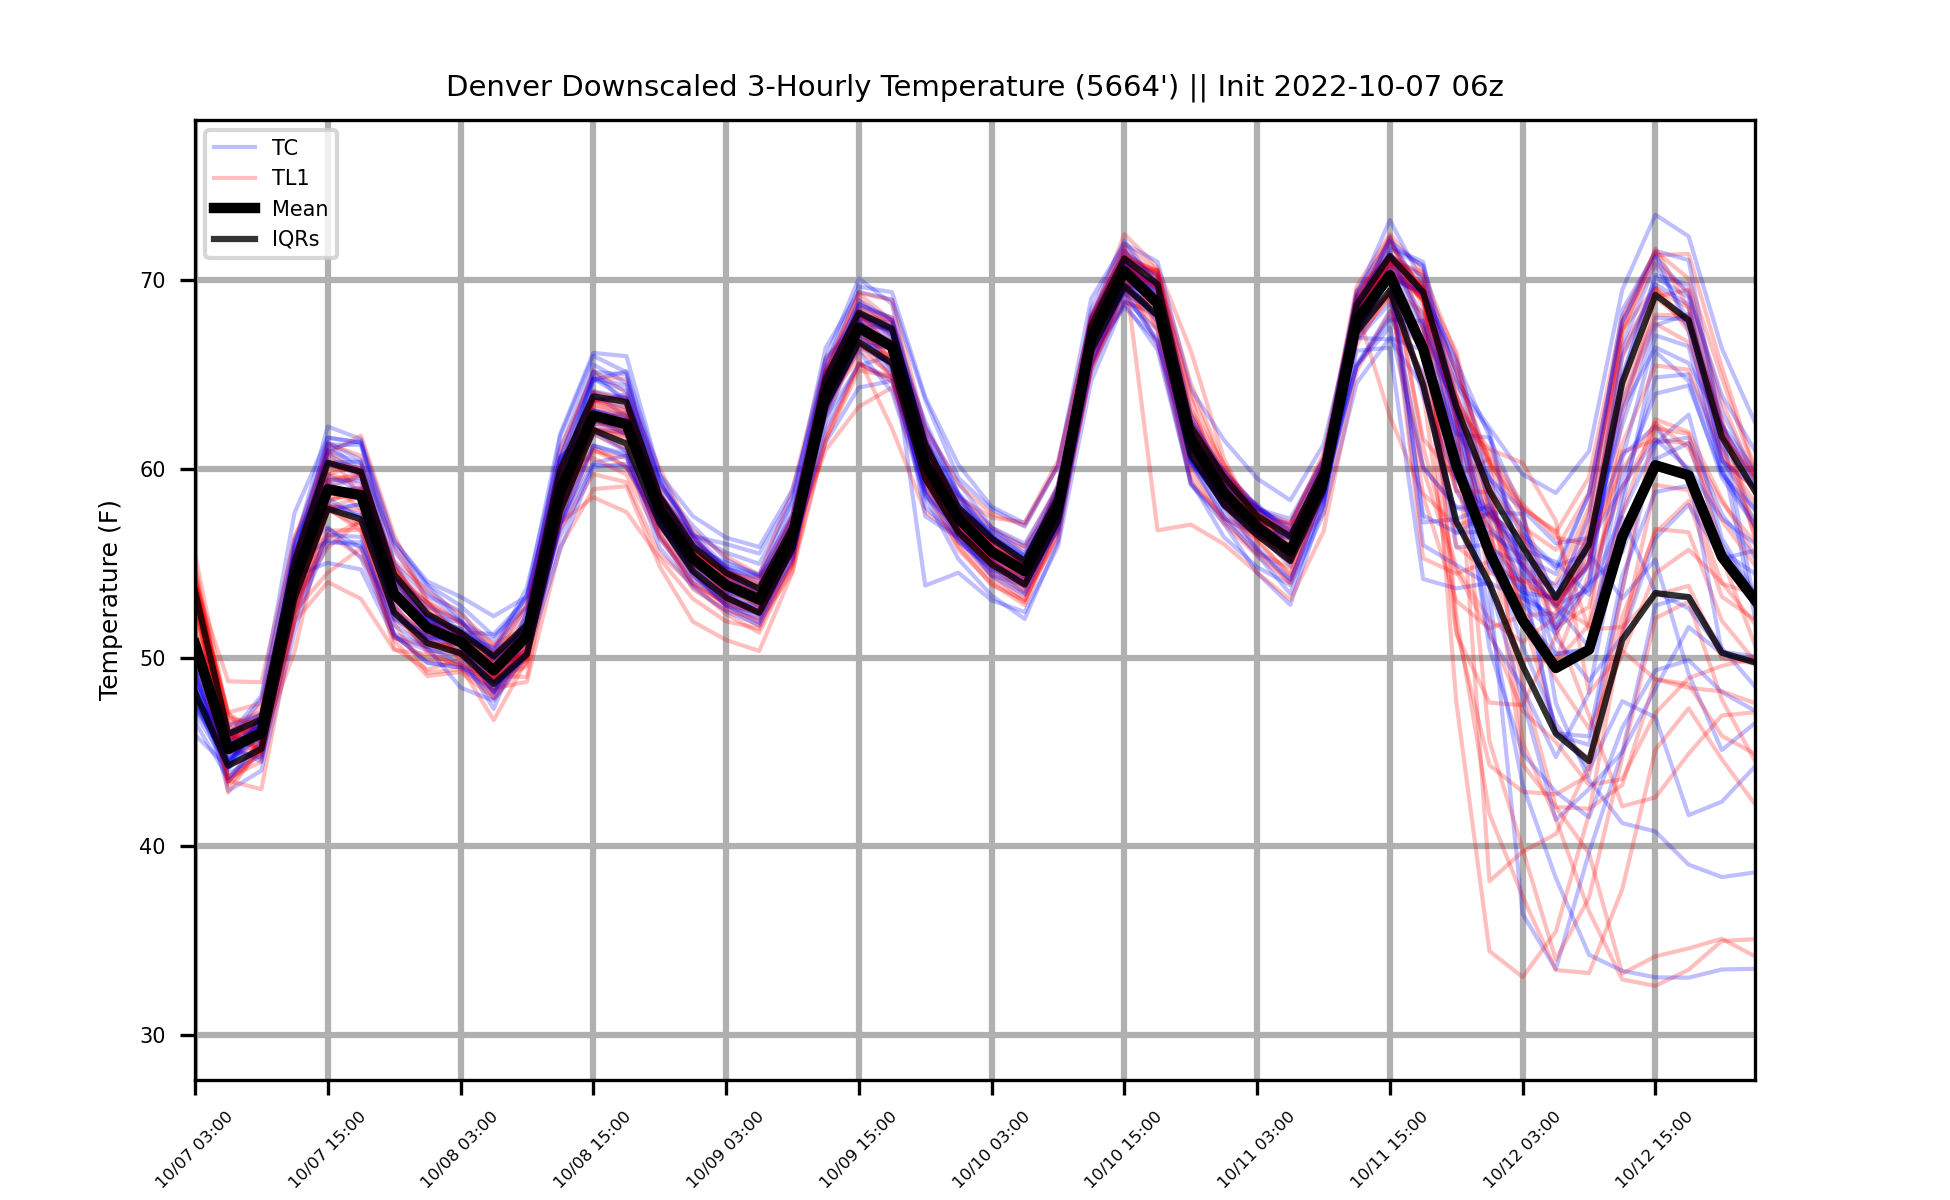 Denver Downscaled 3-Hourly Temperature (5664') || Init 2022-10-07 06z
TC
TL1
Mean
IQRs
Temperature (F)
70
60
50
40
30
10/07 03:00
10/07 15:00
10/08 03:00
10/08 15:00
10/09 03:00
10/09 15:00
10/10 03:00
10/10 15:00
10/11 03:00
10/11 15:00
10/12 03:00
10/12 15:00